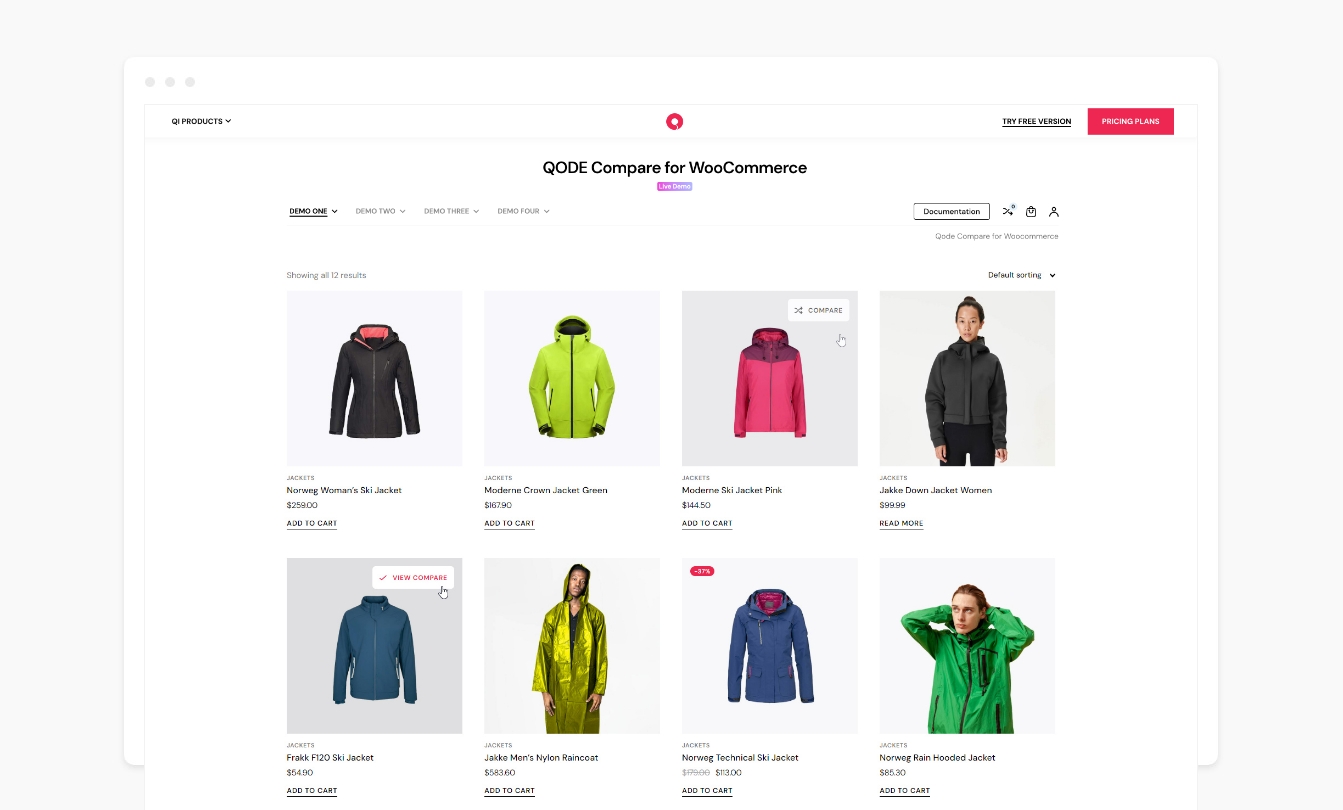 QI PRODUCTS
TRY FREE VERSION
PRICING PLANS
QODE Compare for WooCommerce
Live Demo
DEMO ONE
DEMO TWO
DEMO THREE
DEMO FOUR
Documentation
0
Qode Compare for Woocommerce
Showing all 12 results
Default sorting
COMPARE
JACKETS
Norweg Woman's Ski Jacket
$259.00
ADD TO CART
JACKETS
Moderne Crown Jacket Green
$167.90
ADD TO CART
JACKETS
Moderne Ski Jacket Pink
$144.50
ADD TO CART
JACKETS
Jakke Down Jacket Women
$99.99
READ MORE
VIEW COMPARE
-37%
JACKETS
Frakk F120 Ski Jacket
$54.90
ADD TO CART
JACKETS
Jakke Men's Nylon Raincoat
$583.60
ADD TO CART
JACKETS
Norweg Technical Ski Jacket
$179.00 $113.00
ADD TO CART
JACKETS
Norweg Rain Hooded Jacket
$85.30
ADD TO CART